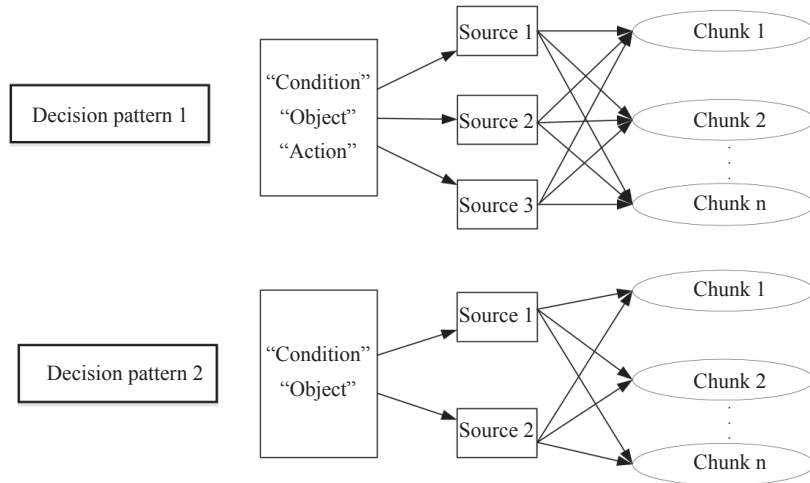 Decision pattern 1
“Condition”
“Object”
“Action”
Source 1
Source 2
Source 3
Chunk 1
Chunk 2
Chunk n
Decision pattern 2
“Condition”
“Object”
Source 1
Source 2
Chunk 1
Chunk 2
Chunk n